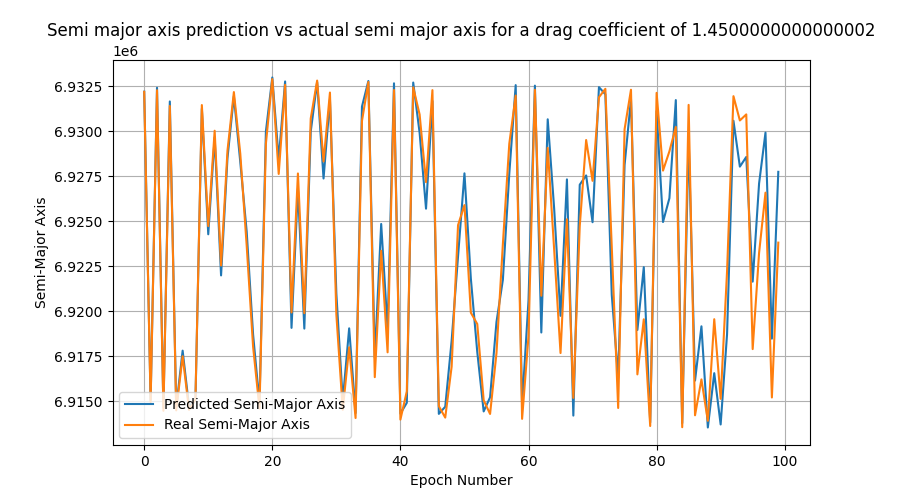 Semi major axis prediction vs actual semi major axis for a drag coefficient of 1.4500000000000002
1e6
6.9325
6.9300
6.9275
6.9250
6.9225
6.9200
6.9175
6.9150
Semi-Major Axis
Predicted Semi-Major Axis
Real Semi-Major Axis
0 20 40 60 80 100
Epoch Number